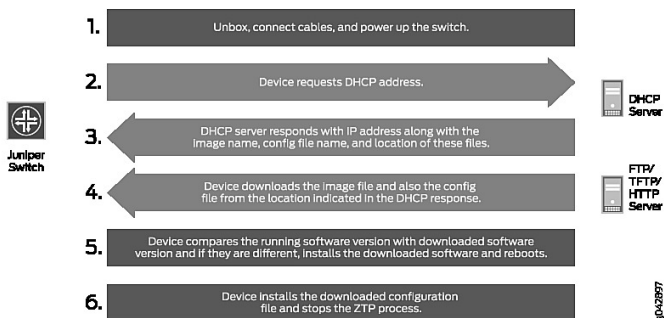 1. Unbox, connect cables, and power up the switch.
2. Device requests DHCP address.
DHCP
Server
Juniper
Switch
3. DHCP server responds with IP address along with the
image name, config file name, and location of these files.
4. Device downloads the image file and also the config
file from the location indicated in the DHCP response.
FTP/
TFTP/
HTTP
Server
5. Device compares the running software version with downloaded software
version and if they are different, installs the downloaded software and reboots.
6. Device installs the downloaded configuration
file and stops the ZTP process.
g042897